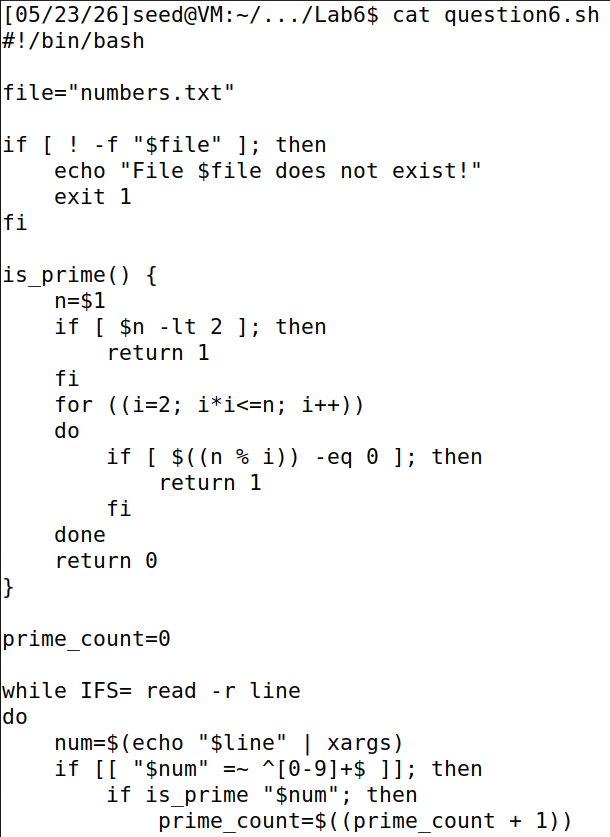 [05/23/26]seed@VM:~/.../Lab6$ cat question6.sh
#!/bin/bash

file="numbers.txt"

if [ ! -f "$file" ]; then
    echo "File $file does not exist!"
    exit 1
fi

is_prime() {
    n=$1
    if [ $n -lt 2 ]; then
        return 1
    fi
    for ((i=2; i*i<=n; i++))
    do
        if [ $((n % i)) -eq 0 ]; then
            return 1
        fi
    done
    return 0
}

prime_count=0

while IFS= read -r line
do
    num=$(echo "$line" | xargs)
    if [[ "$num" =~ ^[0-9]+$ ]]; then
        if is_prime "$num"; then
            prime_count=$((prime_count + 1))